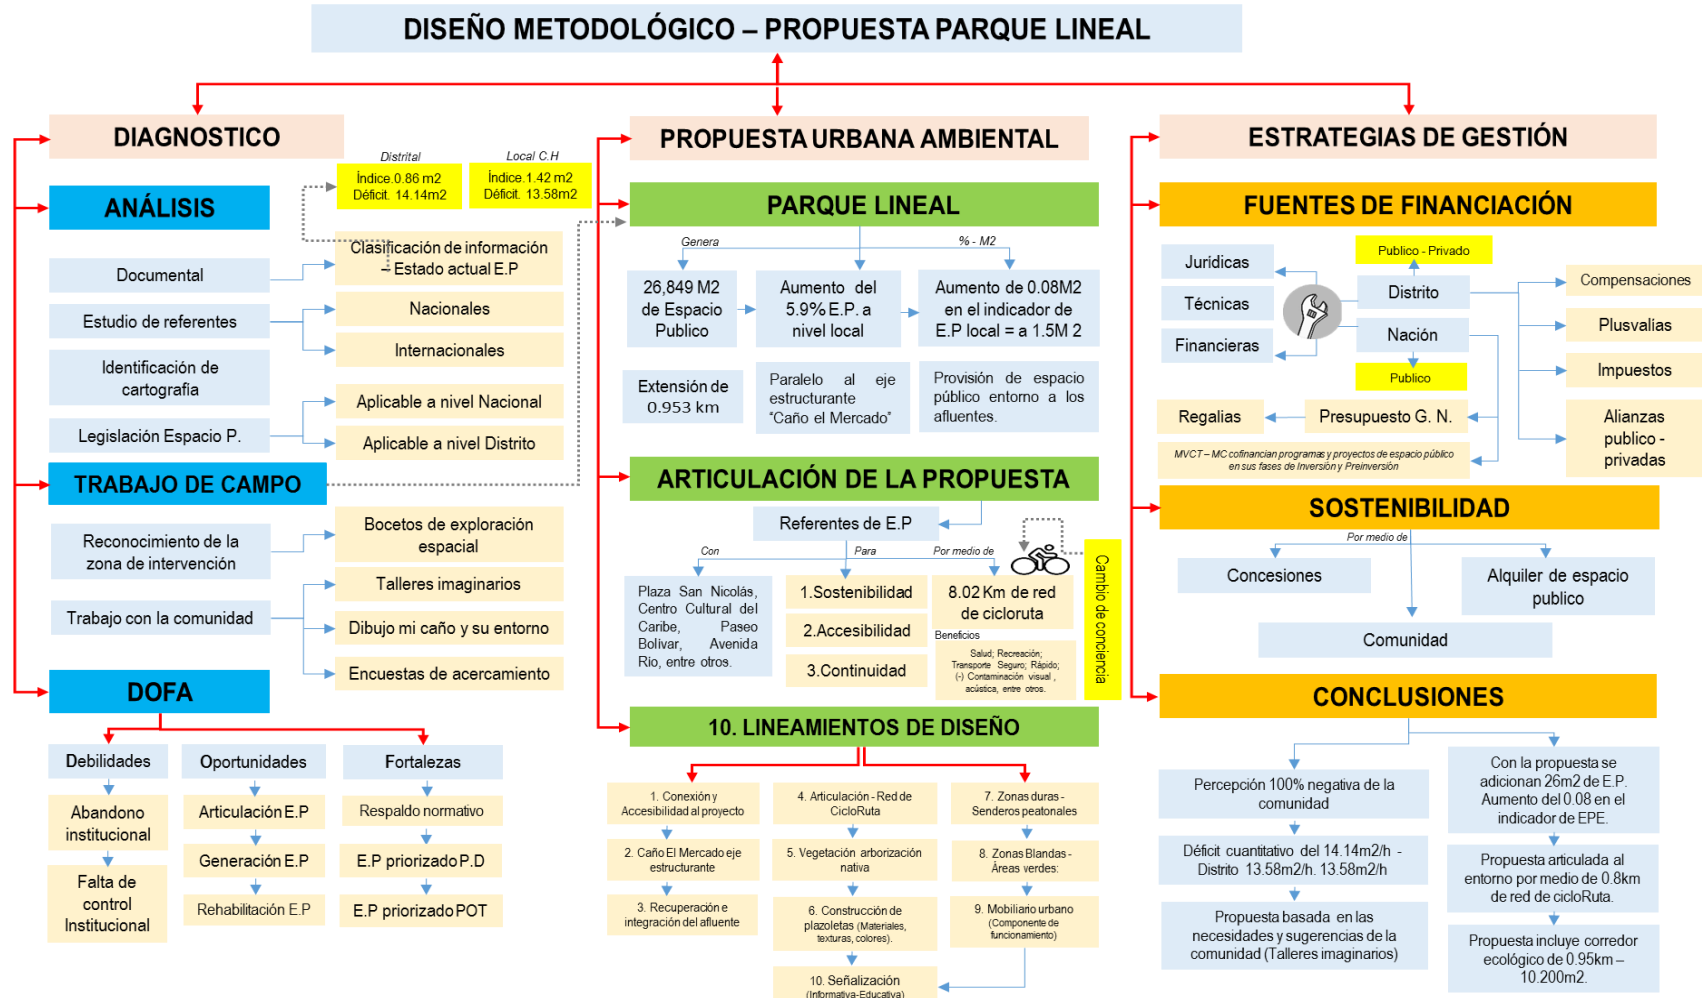 DISEÑO METODOLÓGICO – PROPUESTA PARQUE LINEAL
DIAGNOSTICO
Distrital
Índice.0.86 m2
Déficit. 14.14m2
Local C.H
Índice.1.42 m2
Déficit. 13.58m2
ANÁLISIS
Documental
Clasificación de información
– Estado actual E.P
Estudio de referentes
Nacionales
Internacionales
Identificación de
cartografía
Legislación Espacio P.
Aplicable a nivel Nacional
Aplicable a nivel Distrito
TRABAJO DE CAMPO
Reconocimiento de la
zona de intervención
Bocetos de exploración
espacial
Trabajo con la comunidad
Talleres imaginarios
Dibujo mi caño y su entorno
Encuestas de acercamiento
DOFA
Debilidades
Abandono
institucional
Falta de
control
Institucional
Oportunidades
Articulación E.P
Generación E.P
Rehabilitación E.P
Fortalezas
Respaldo normativo
E.P priorizado P.D
E.P priorizado POT
PROPUESTA URBANA AMBIENTAL
PARQUE LINEAL
Genera
% - M2
26,849 M2
de Espacio
Publico
Aumento del
5.9% E.P. a
nivel local
Aumento de 0.08M2
en el indicador de
E.P local = a 1.5M 2
Extensión de
0.953 km
Paralelo al eje
estructurante
“Caño el Mercado”
Provisión de espacio
público entorno a los
afluentes.
ARTICULACIÓN DE LA PROPUESTA
Referentes de E.P
Con
Para
Por medio de
Plaza San Nicolás,
Centro Cultural del
Caribe, Paseo
Bolívar, Avenida
Rio, entre otros.
1.Sostenibilidad
2.Accesibilidad
3.Continuidad
8.02 Km de red
de cicloruta
Beneficios
Salud; Recreación;
Transporte Seguro; Rápido;
(-) Contaminación visual ,
acústica, entre otros.
Cambio de conciencia
10. LINEAMIENTOS DE DISEÑO
1. Conexión y
Accesibilidad al proyecto
2. Caño El Mercado eje
estructurante
3. Recuperación e
integración del afluente
4. Articulación - Red de
CicloRuta
5. Vegetación arborización
nativa
6. Construcción de
plazoletas (Materiales,
texturas, colores).
7. Zonas duras -
Senderos peatonales
8. Zonas Blandas -
Áreas verdes:
9. Mobiliario urbano
(Componente de
funcionamiento)
10. Señalización
(Informativa-Educativa)
ESTRATEGIAS DE GESTIÓN
FUENTES DE FINANCIACIÓN
Jurídicas
Técnicas
Financieras
Publico - Privado
Distrito
Nación
Publico
Compensaciones
Plusvalías
Impuestos
Alianzas
publico -
privadas
Regalias
Presupuesto G. N.
MVCT – MC cofinancian programas y proyectos de espacio público
en sus fases de Inversión y Preinversión
SOSTENIBILIDAD
Por medio de
Concesiones
Alquiler de espacio
publico
Comunidad
CONCLUSIONES
Percepción 100% negativa de la
comunidad
Déficit cuantitativo del 14.14m2/h -
Distrito 13.58m2/h. 13.58m2/h
Propuesta basada en las
necesidades y sugerencias de la
comunidad (Talleres imaginarios)
Con la propuesta se
adicionan 26m2 de E.P.
Aumento del 0.08 en el
indicador de EPE.
Propuesta articulada al
entorno por medio de 0.8km
de red de cicloRuta.
Propuesta incluye corredor
ecológico de 0.95km –
10.200m2.